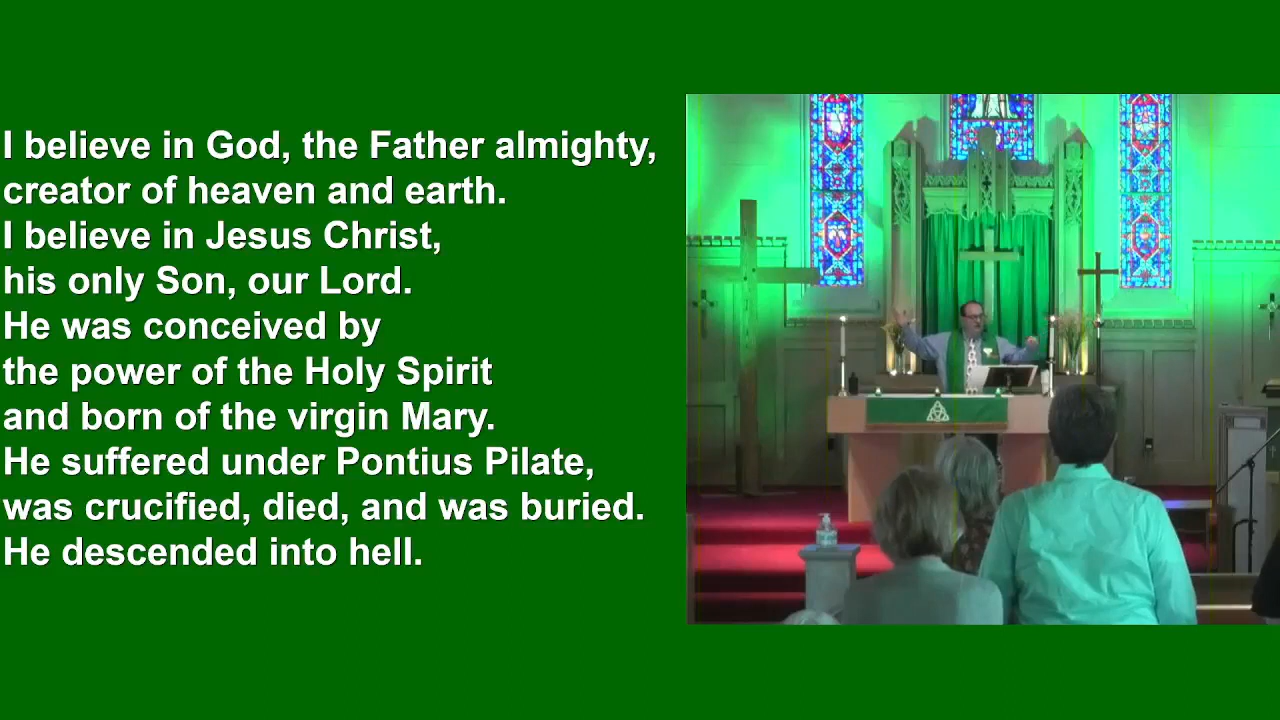 I believe in God, the Father almighty,
creator of heaven and earth.
I believe in Jesus Christ,
his only Son, our Lord.
He was conceived by
the power of the Holy Spirit
and born of the virgin Mary.
He suffered under Pontius Pilate,
was crucified, died, and was buried.
He descended into hell.